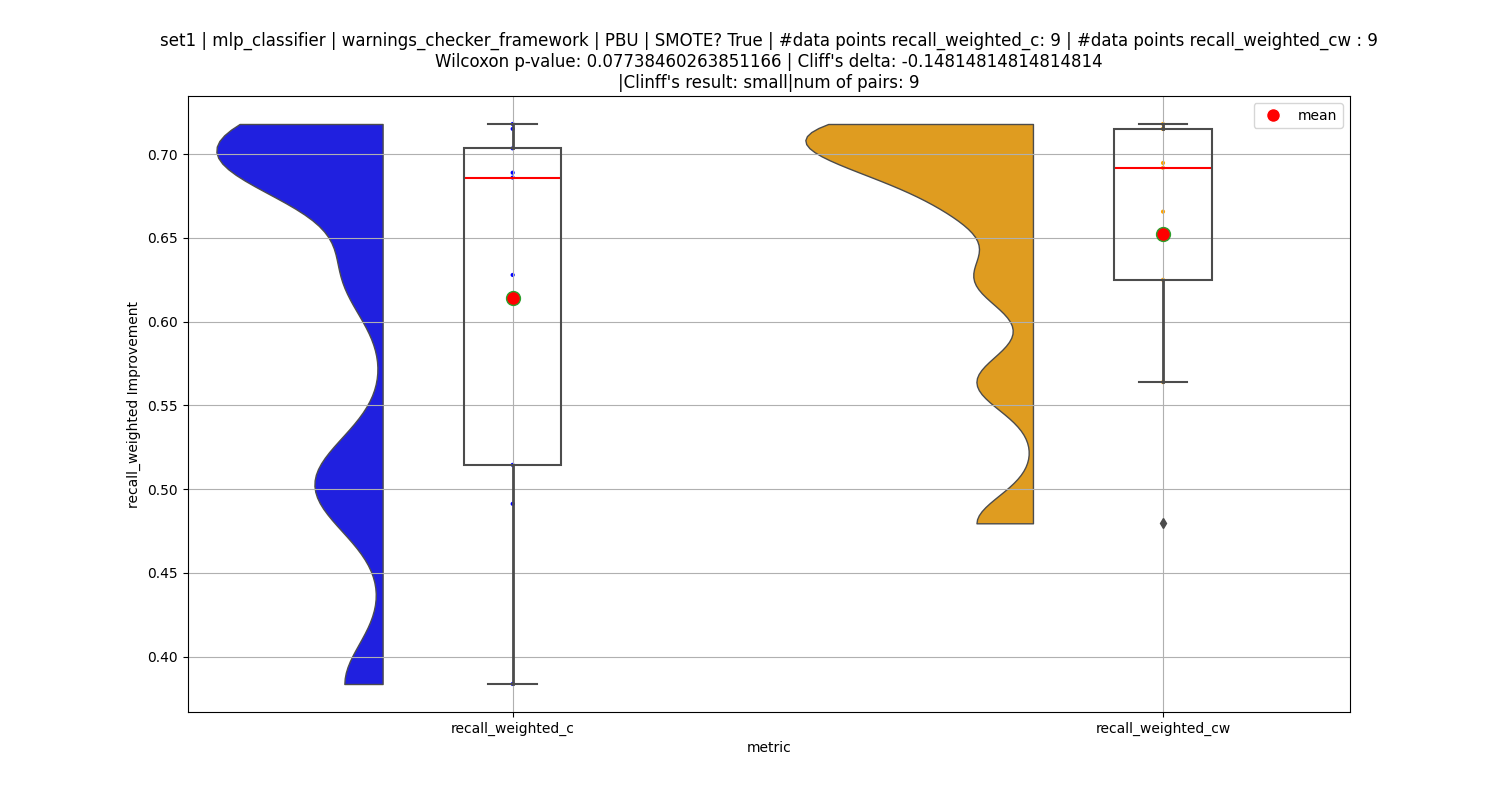 set1 | mlp_classifier | warnings_checker_framework | PBU | SMOTE? True | #data points recall_weighted_c: 9 | #data points recall_weighted_cw : 9
Wilcoxon p-value: 0.07738460263851166 | Cliff's delta: -0.14814814814814814
|Clinff's result: small|num of pairs: 9
mean
0.70
0.65
0.60
0.55
0.50
0.45
0.40
recall_weighted Improvement
recall_weighted_c
recall_weighted_cw
metric